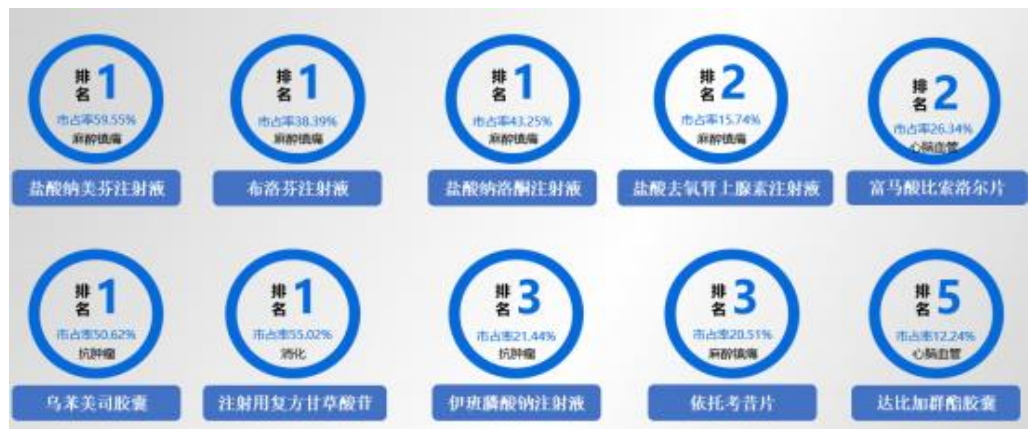 排名1
市占率59.55%
麻醉镇痛
盐酸纳美芬注射液
排名1
市占率38.39%
麻醉镇痛
布洛芬注射液
排名1
市占率43.25%
麻醉镇痛
盐酸纳洛酮注射液
排名2
市占率15.74%
麻醉镇痛
盐酸去氧肾上腺素注射液
排名2
市占率26.34%
心脑血管
富马酸比索洛尔片
排名1
市占率50.62%
抗肿瘤
乌苯美司胶囊
排名1
市占率55.02%
消化
注射用复方甘草酸苷
排名3
市占率21.44%
抗肿瘤
伊班膦酸钠注射液
排名3
市占率20.51%
麻醉镇痛
依托考昔片
排名5
市占率12.24%
心脑血管
达比加群酯胶囊